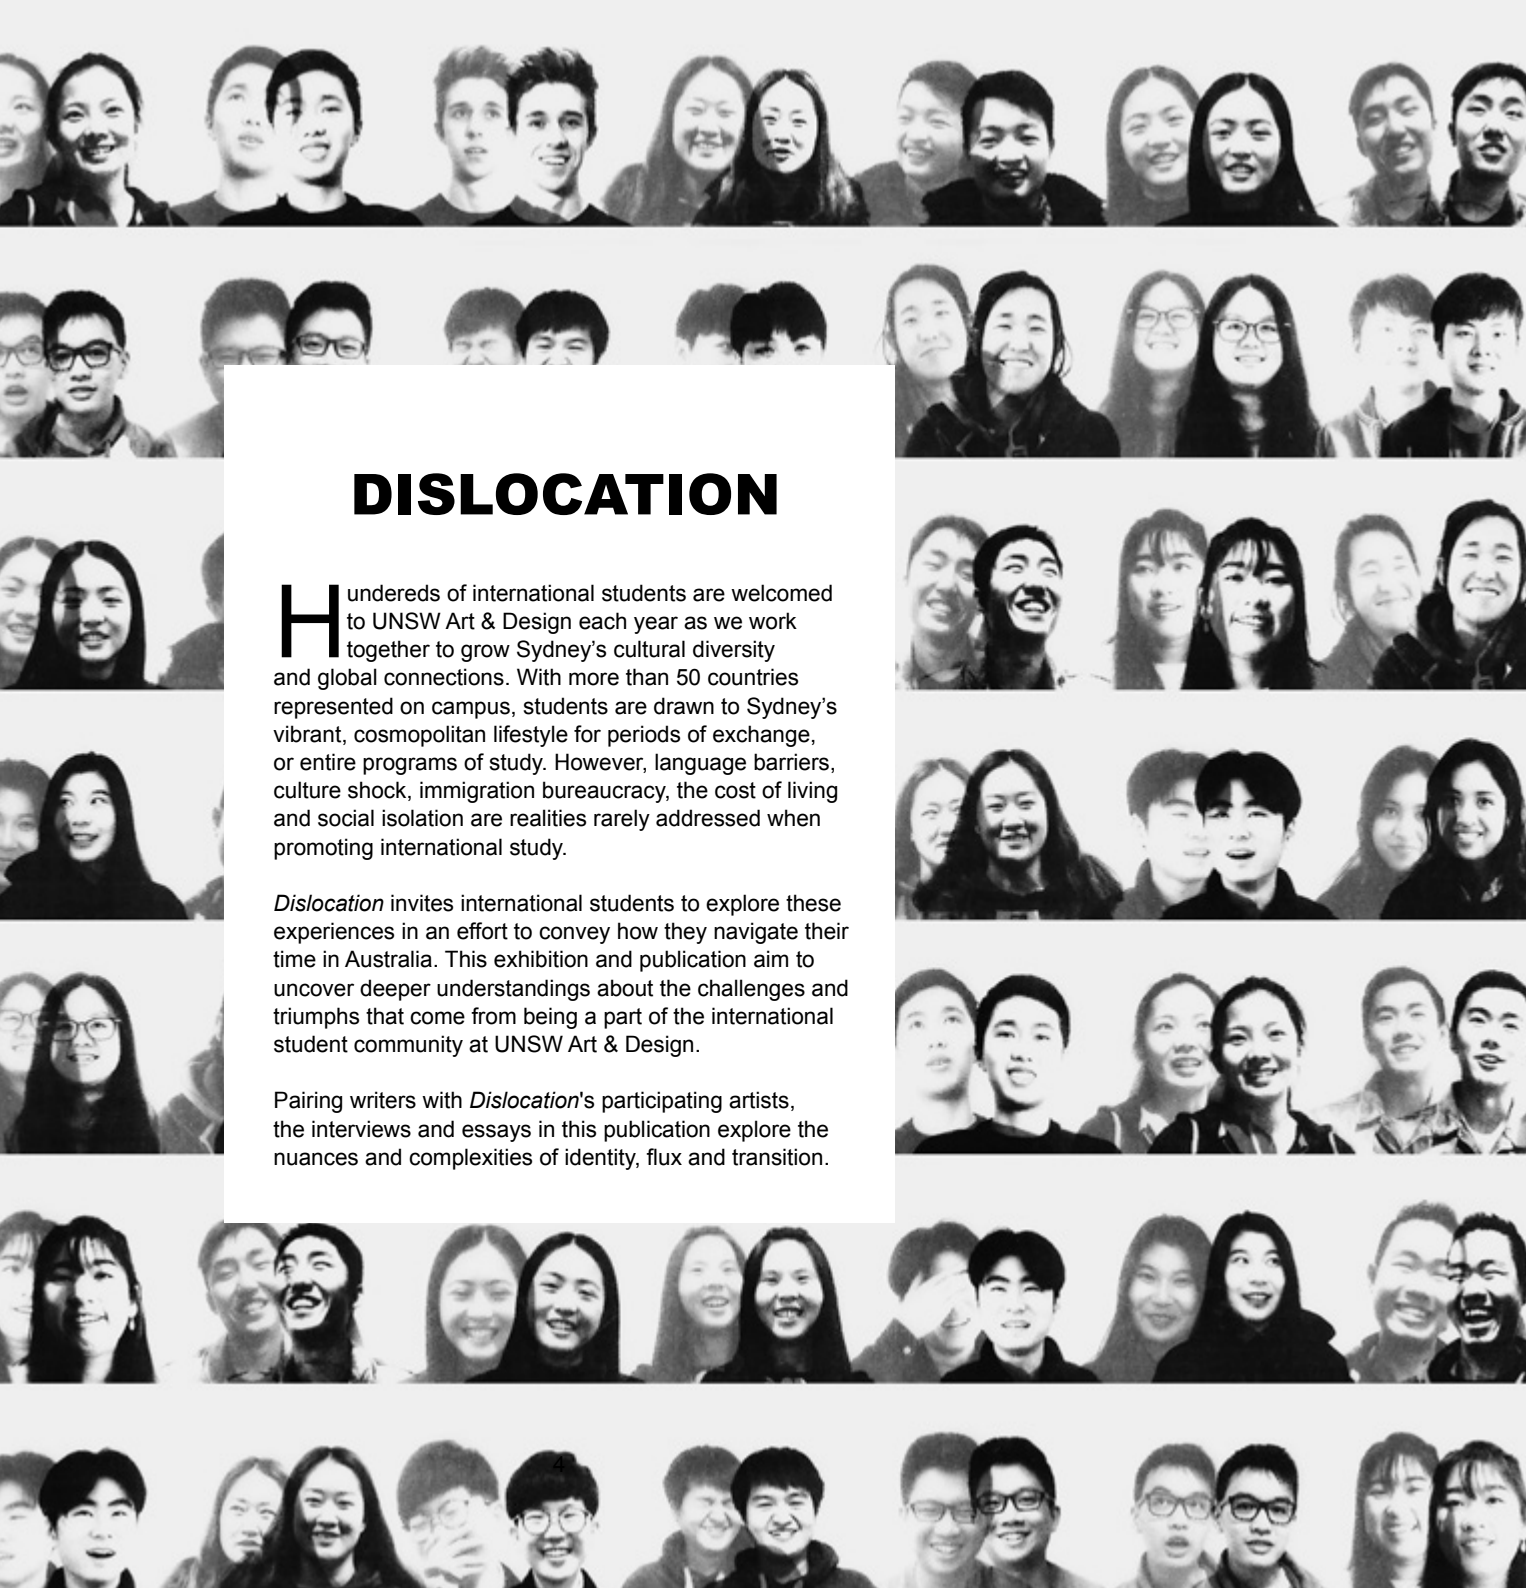 DISLOCATION
Hundereds of international students are welcomed
to UNSW Art & Design each year as we work
together to grow Sydney’s cultural diversity
and global connections. With more than 50 countries
represented on campus, students are drawn to Sydney’s
vibrant, cosmopolitan lifestyle for periods of exchange,
or entire programs of study. However, language barriers,
culture shock, immigration bureaucracy, the cost of living
and social isolation are realities rarely addressed when
promoting international study.
Dislocation invites international students to explore these
experiences in an effort to convey how they navigate their
time in Australia. This exhibition and publication aim to
uncover deeper understandings about the challenges and
triumphs that come from being a part of the international
student community at UNSW Art & Design.
Pairing writers with Dislocation's participating artists,
the interviews and essays in this publication explore the
nuances and complexities of identity, flux and transition.
4